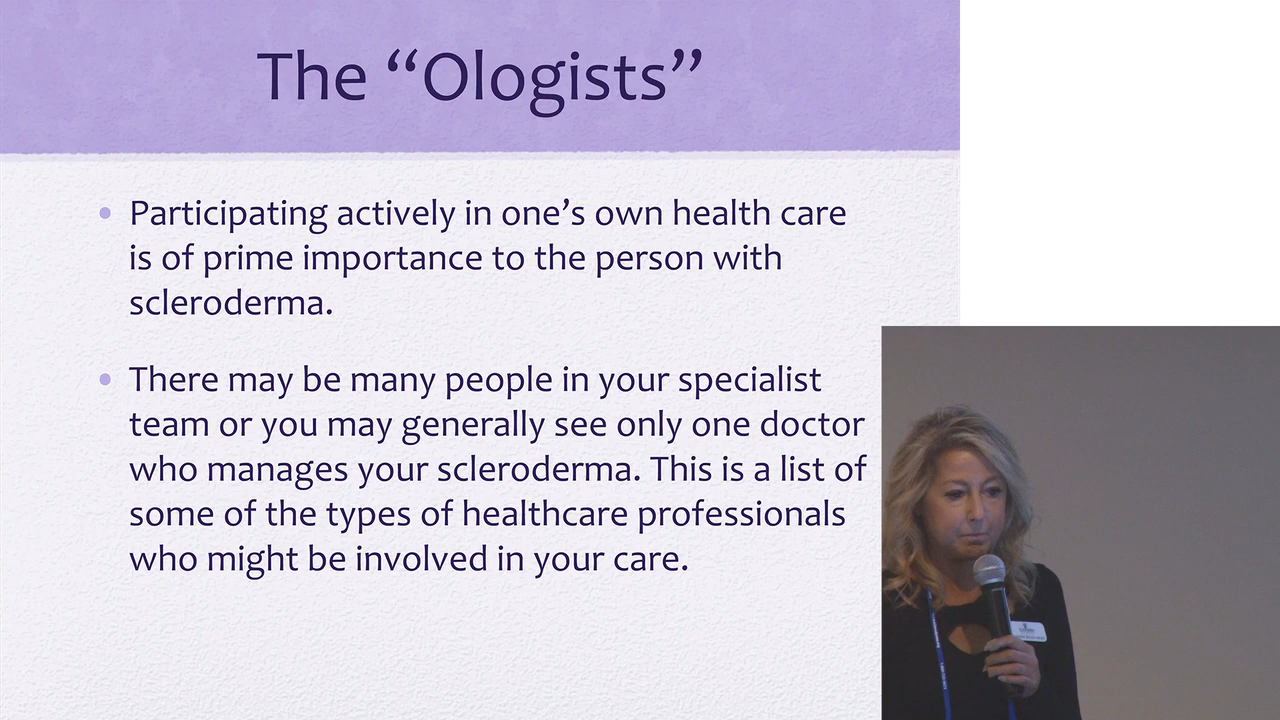 The “Ologists”
• Participating actively in one’s own health care
is of prime importance to the person with
scleroderma.
• There may be many people in your specialist
team or you may generally see only one doctor
who manages your scleroderma. This is a list of
some of the types of healthcare professionals
who might be involved in your care.